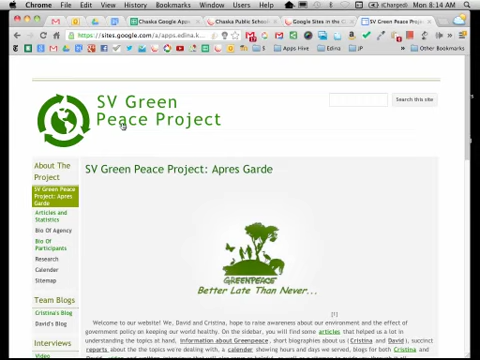 Chrome File Edit View History Bookmarks Window Users Help
(Charged) Mon 8:14 AM
Chaska Google Apps
Chaska Public School
Google Sites in the C
SV Green Peace Proj
https://sites.google.com/a/apps.edina.k
JP
Apps Hive
Edina
JP
Other Bookmarks
SV Green
Peace Project
Search this site
About The
Project
SV Green Peace
Project: Apres
Garde
Articles and
Statistics
Bio Of Agency
Bio Of
Participants
Research
Calender
Sitemap
Team Blogs
Cristina's Blog
David's Blog
Interviews
Video
SV Green Peace Project: Apres Garde
GREENPEACE
Better Late Than Never...
[1]
Welcome to our website! We, David and Cristina, hope to raise awareness about our environment and the effect of
government policy on keeping our world healthy. On the sidebar, you will find some articles that helped us a lot in
understanding the topics at hand, information about Greenpeace, short biographies about us (Cristina and David), succinct
reports about the topics we're dealing with, a calender showing hours and days we served, blogs for both Cristina